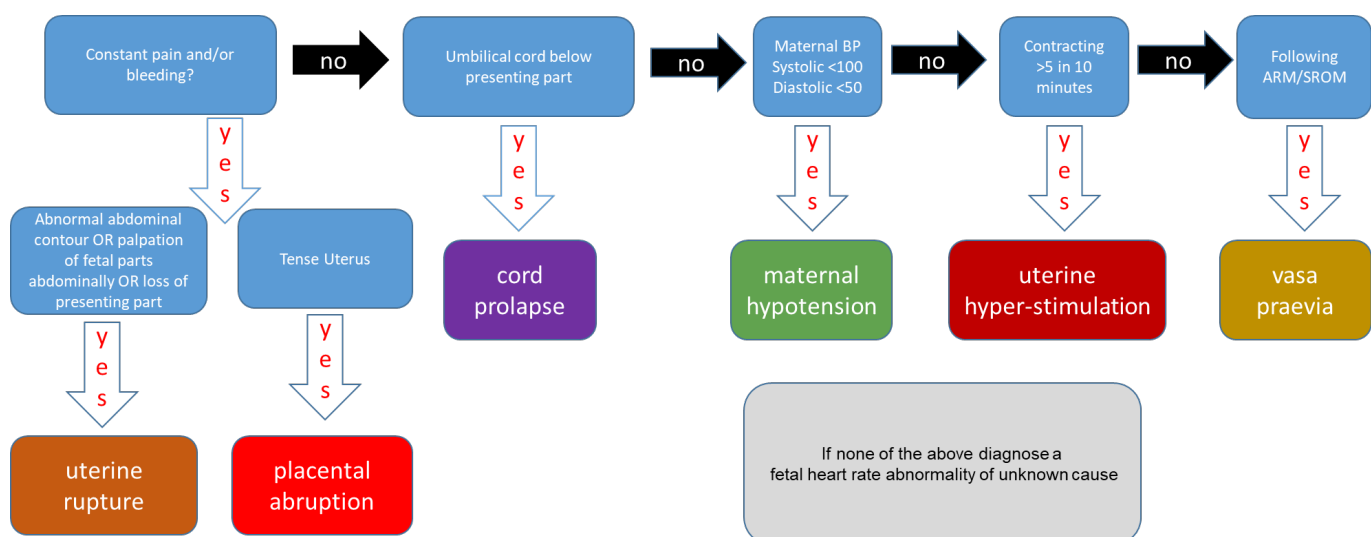 Constant pain and/or
bleeding?
no
Umbilical cord below
presenting part
no
Maternal BP
Systolic <100
Diastolic <50
no
Contracting
>5 in 10
minutes
no
Following
ARM/SROM
y
e
s
y
e
s
y
e
s
y
e
s
y
e
s
Abnormal abdominal
contour OR palpation
of fetal parts
abdominally OR loss of
presenting part
Tense Uterus
cord
prolapse
maternal
hypotension
uterine
hyper-stimulation
vasa
praevia
y
e
s
y
e
s
uterine
rupture
placental
abruption
If none of the above diagnose a
fetal heart rate abnormality of unknown cause